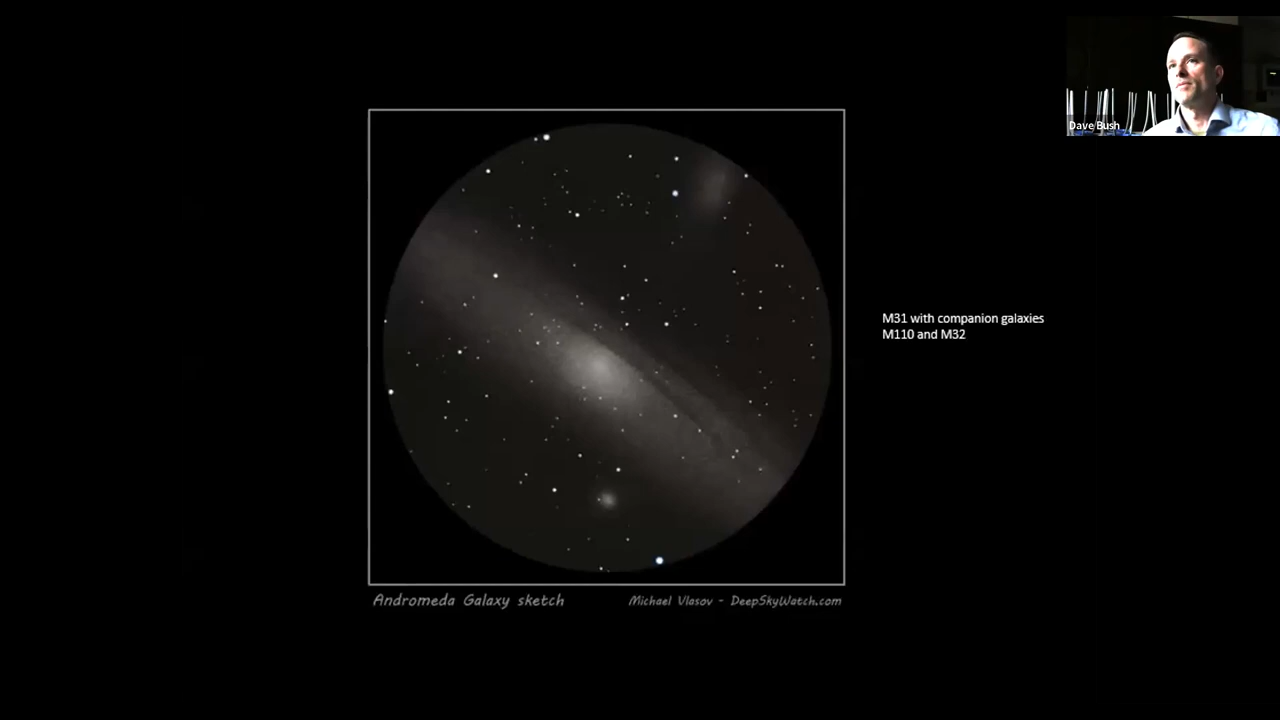 Dave Bush
M31 with companion galaxies
M110 and M32
Andromeda Galaxy sketch
Michael Vlasov - DeepSkyWatch.com